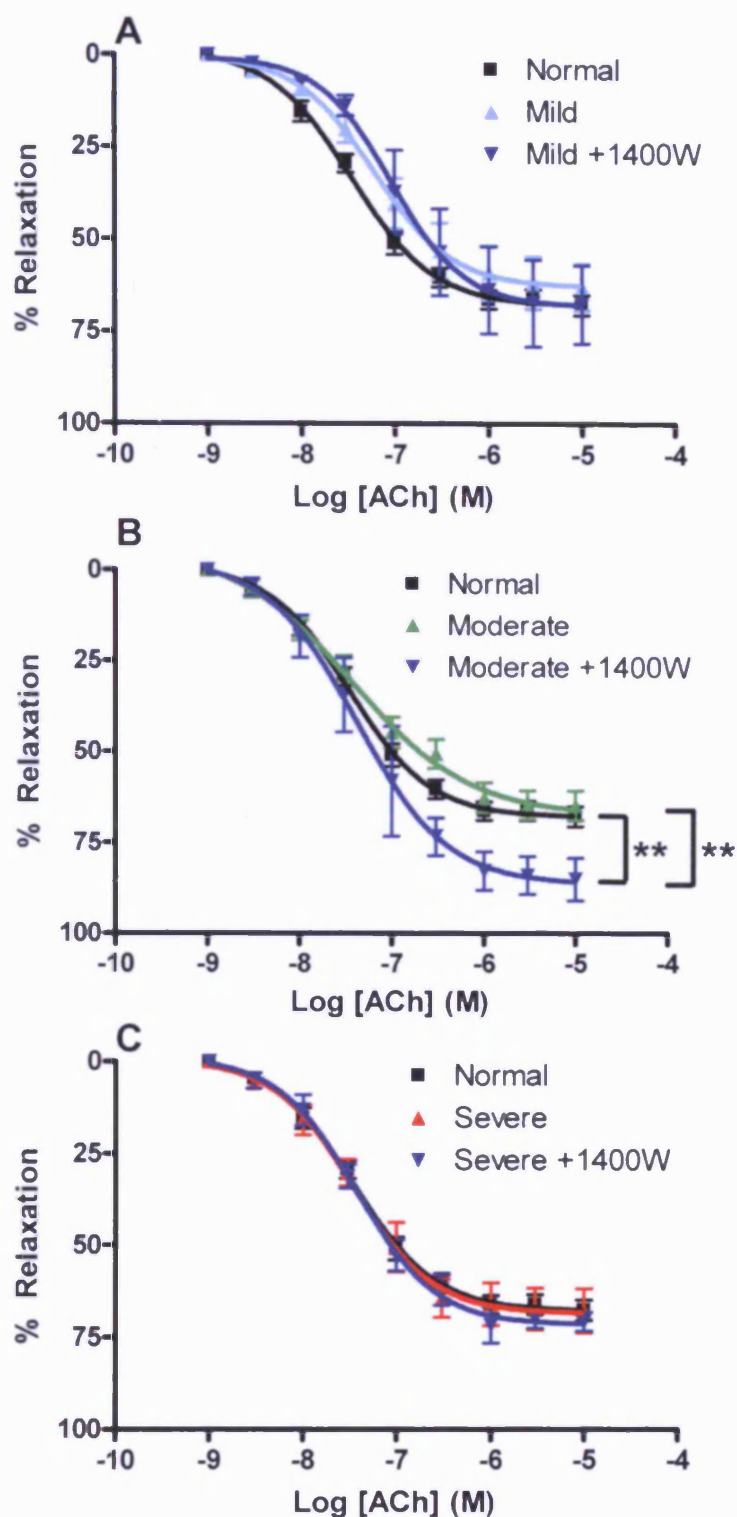 A
Normal
Mild
Mild +1400W
% Relaxation
0
25
50
75
100
-10 -9 -8 -7 -6 -5 -4
Log [ACh] (M)
B
Normal
Moderate
Moderate +1400W
% Relaxation
0
25
50
75
100
** **
-10 -9 -8 -7 -6 -5 -4
Log [ACh] (M)
C
Normal
Severe
Severe +1400W
% Relaxation
0
25
50
75
100
-10 -9 -8 -7 -6 -5 -4
Log [ACh] (M)